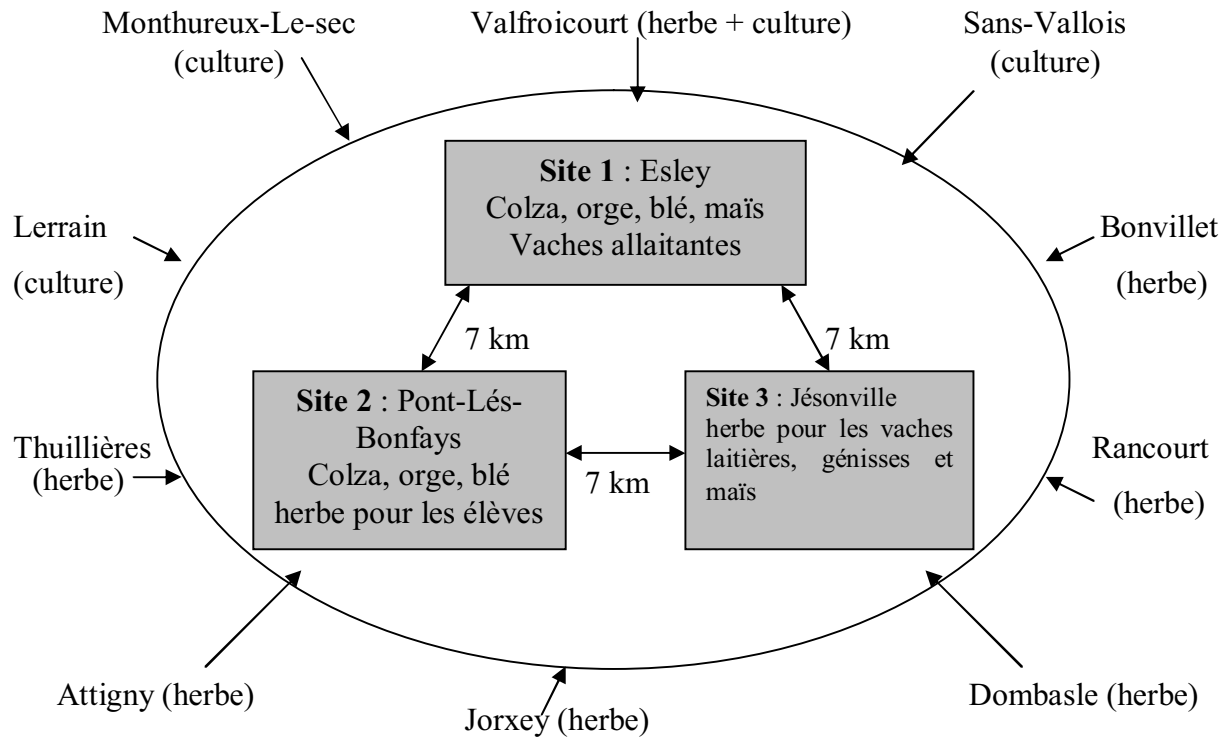 Monthureux-Le-sec
(culture)
Valfroicourt (herbe + culture)
Sans-Vallois
(culture)
Site 1 : Esley
Colza, orge, blé, maïs
Vaches allaitantes
Lerrain
(culture)
Bonvillet
(herbe)
7 km
7 km
Site 2 : Pont-Lés-
Bonfays
Colza, orge, blé
herbe pour les élèves
7 km
Site 3 : Jésonville
herbe pour les vaches
laitières, génisses et
maïs
Thuillières
(herbe)
Rancourt
(herbe)
Attigny (herbe)
Jorxey (herbe)
Dombasle (herbe)